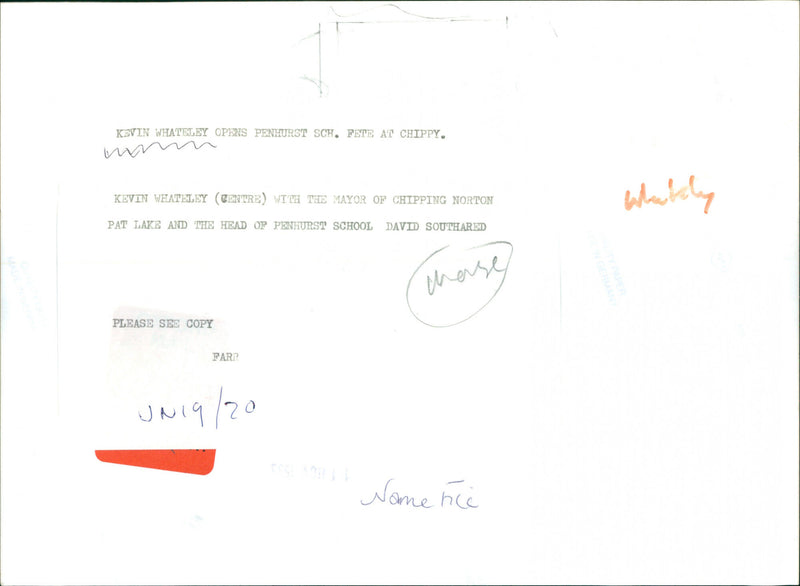 KEVIN WHATELEY OPENS PENHURST SCH. FETE AT CHIPPY.
KEVIN WHATELEY (CENTRE) WITH THE MAYOR OF CHIPPING NORTON
PAT LAKE AND THE HEAD OF PENHURST SCHOOL DAVID SOUTHARED
Whateley
Morse
PLEASE SEE COPY
FARR
JN19/20
Name File